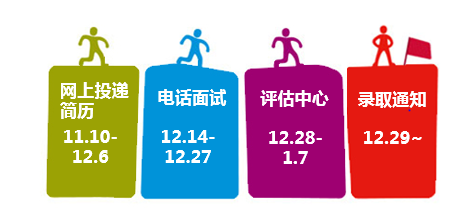 网上投递
简历
11.10-
12.6
电话面试
12.14-
12.27
评估中心
12.28-
1.7
录取通知
12.29~